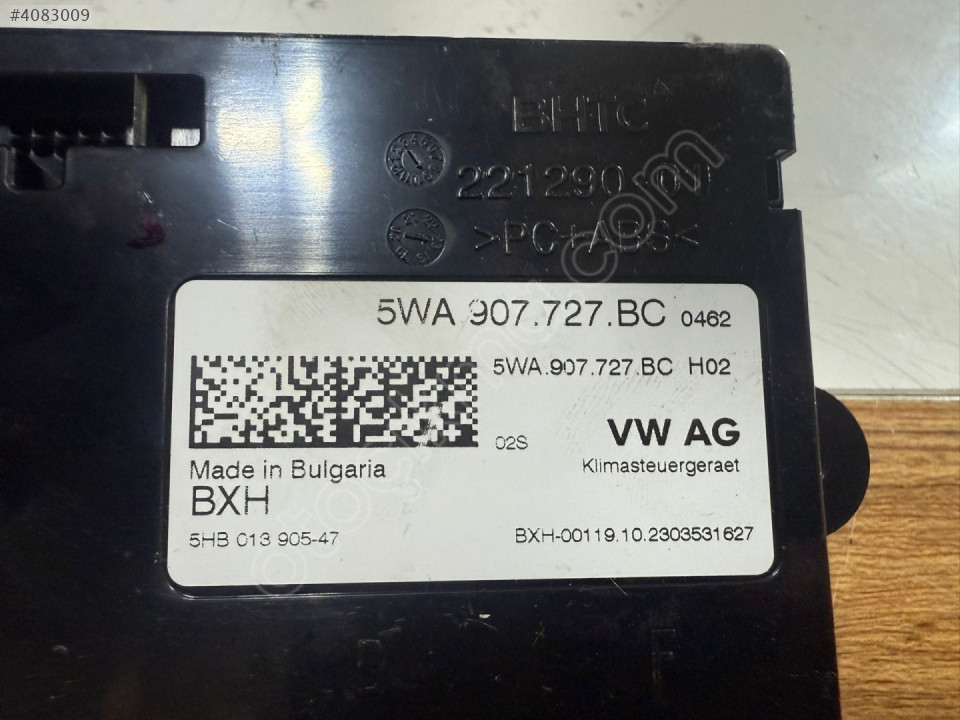 #4083009
BHTC
221290 01
>PC+ABS<
5WA 907.727.BC 0462
5WA.907.727.BC H02
02S
VW AG
Klimasteuergeraet
Made in Bulgaria
BXH
5HB 013 905-47
BXH-00119.10.2303531627
F